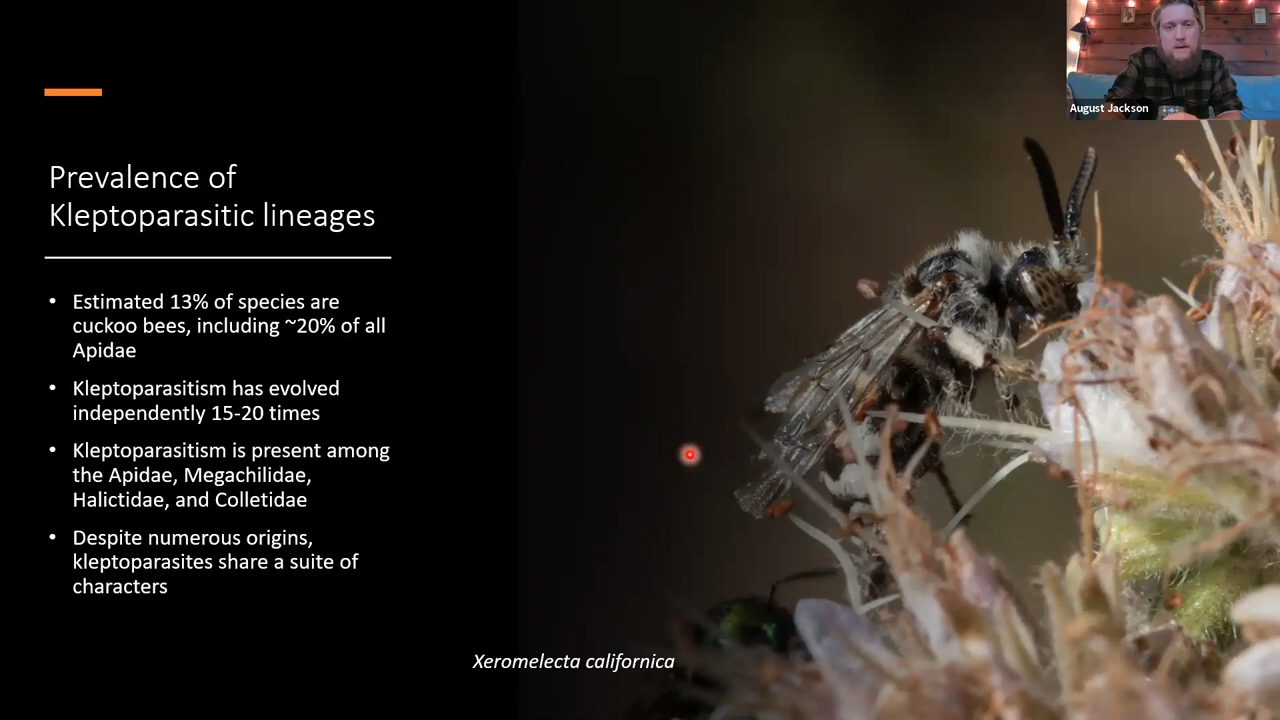 August Jackson
Prevalence of
Kleptoparasitic lineages
• Estimated 13% of species are
cuckoo bees, including ~20% of all
Apidae
• Kleptoparasitism has evolved
independently 15-20 times
• Kleptoparasitism is present among
the Apidae, Megachilidae,
Halictidae, and Colletidae
• Despite numerous origins,
kleptoparasites share a suite of
characters
Xeromelecta californica